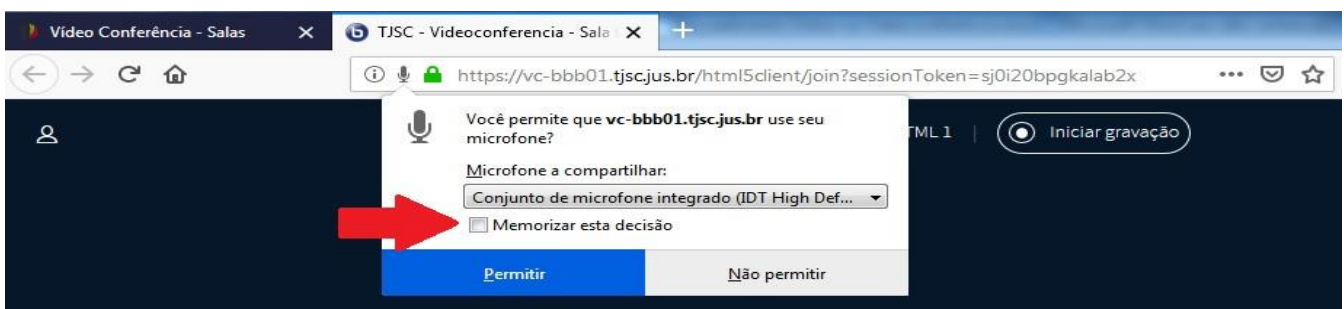 Vídeo Conferência - Salas
TJSC - Videoconferencia - Sala
https://vc-bbb01.tjsc.jus.br/html5client/join?sessionToken=sj0i20bpgkalab2x
Você permite que vc-bbb01.tjsc.jus.br use seu
microfone?
TML 1 | Iniciar gravação
Microfone a compartilhar:
Conjunto de microfone integrado (IDT High Def...
Memorizar esta decisão
Permitir
Não permitir